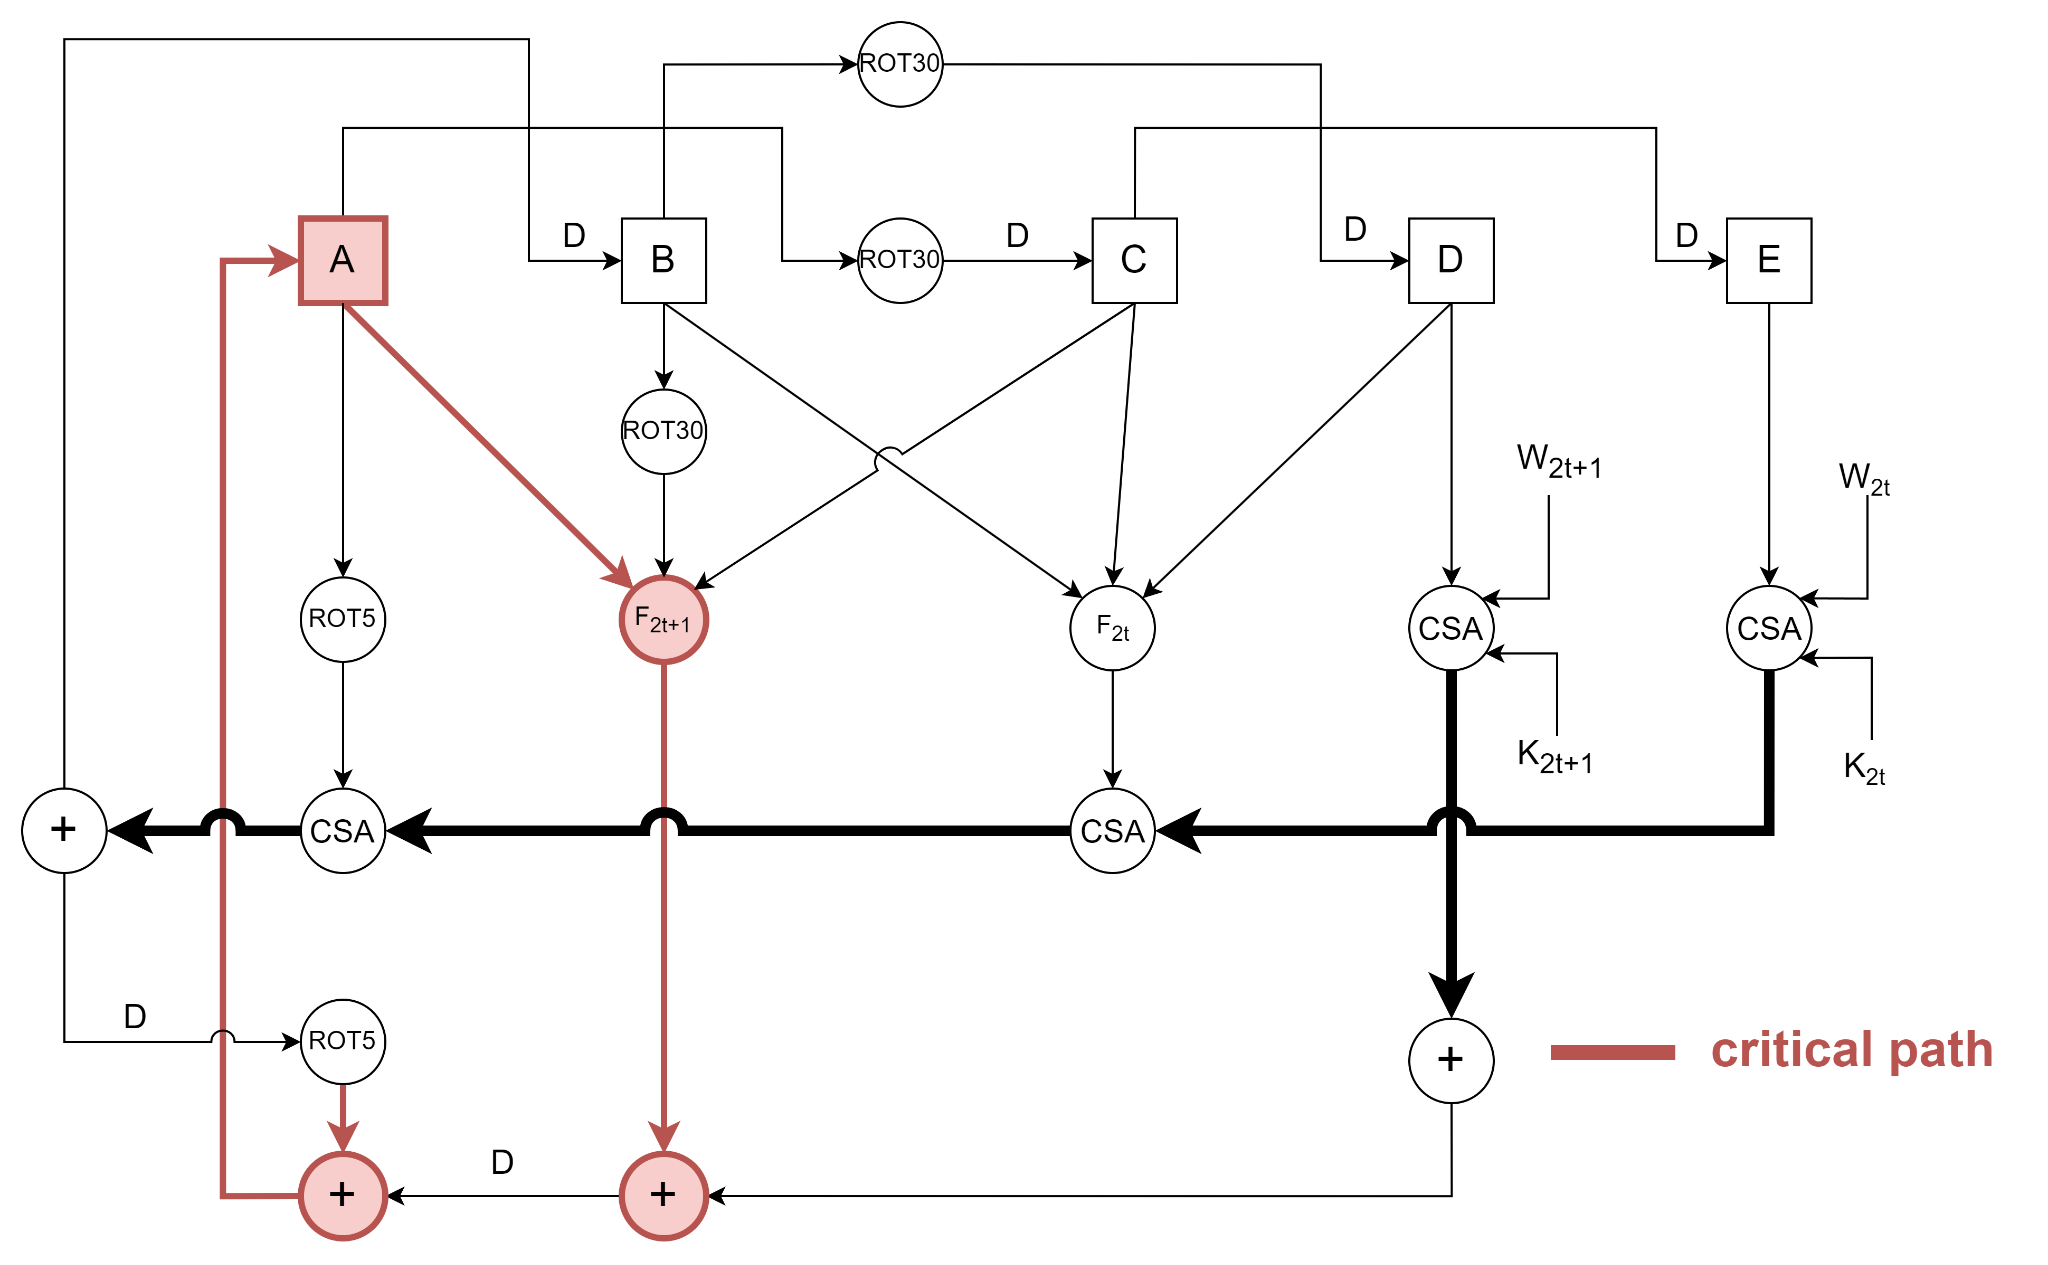 ROT30
D
D
D
D
A
B
ROT30
C
D
E
ROT30
W2t+1
W2t
ROT5
F2t+1
F2t
CSA
CSA
K2t+1
K2t
+
CSA
CSA
D
ROT5
+
critical path
D
+
+